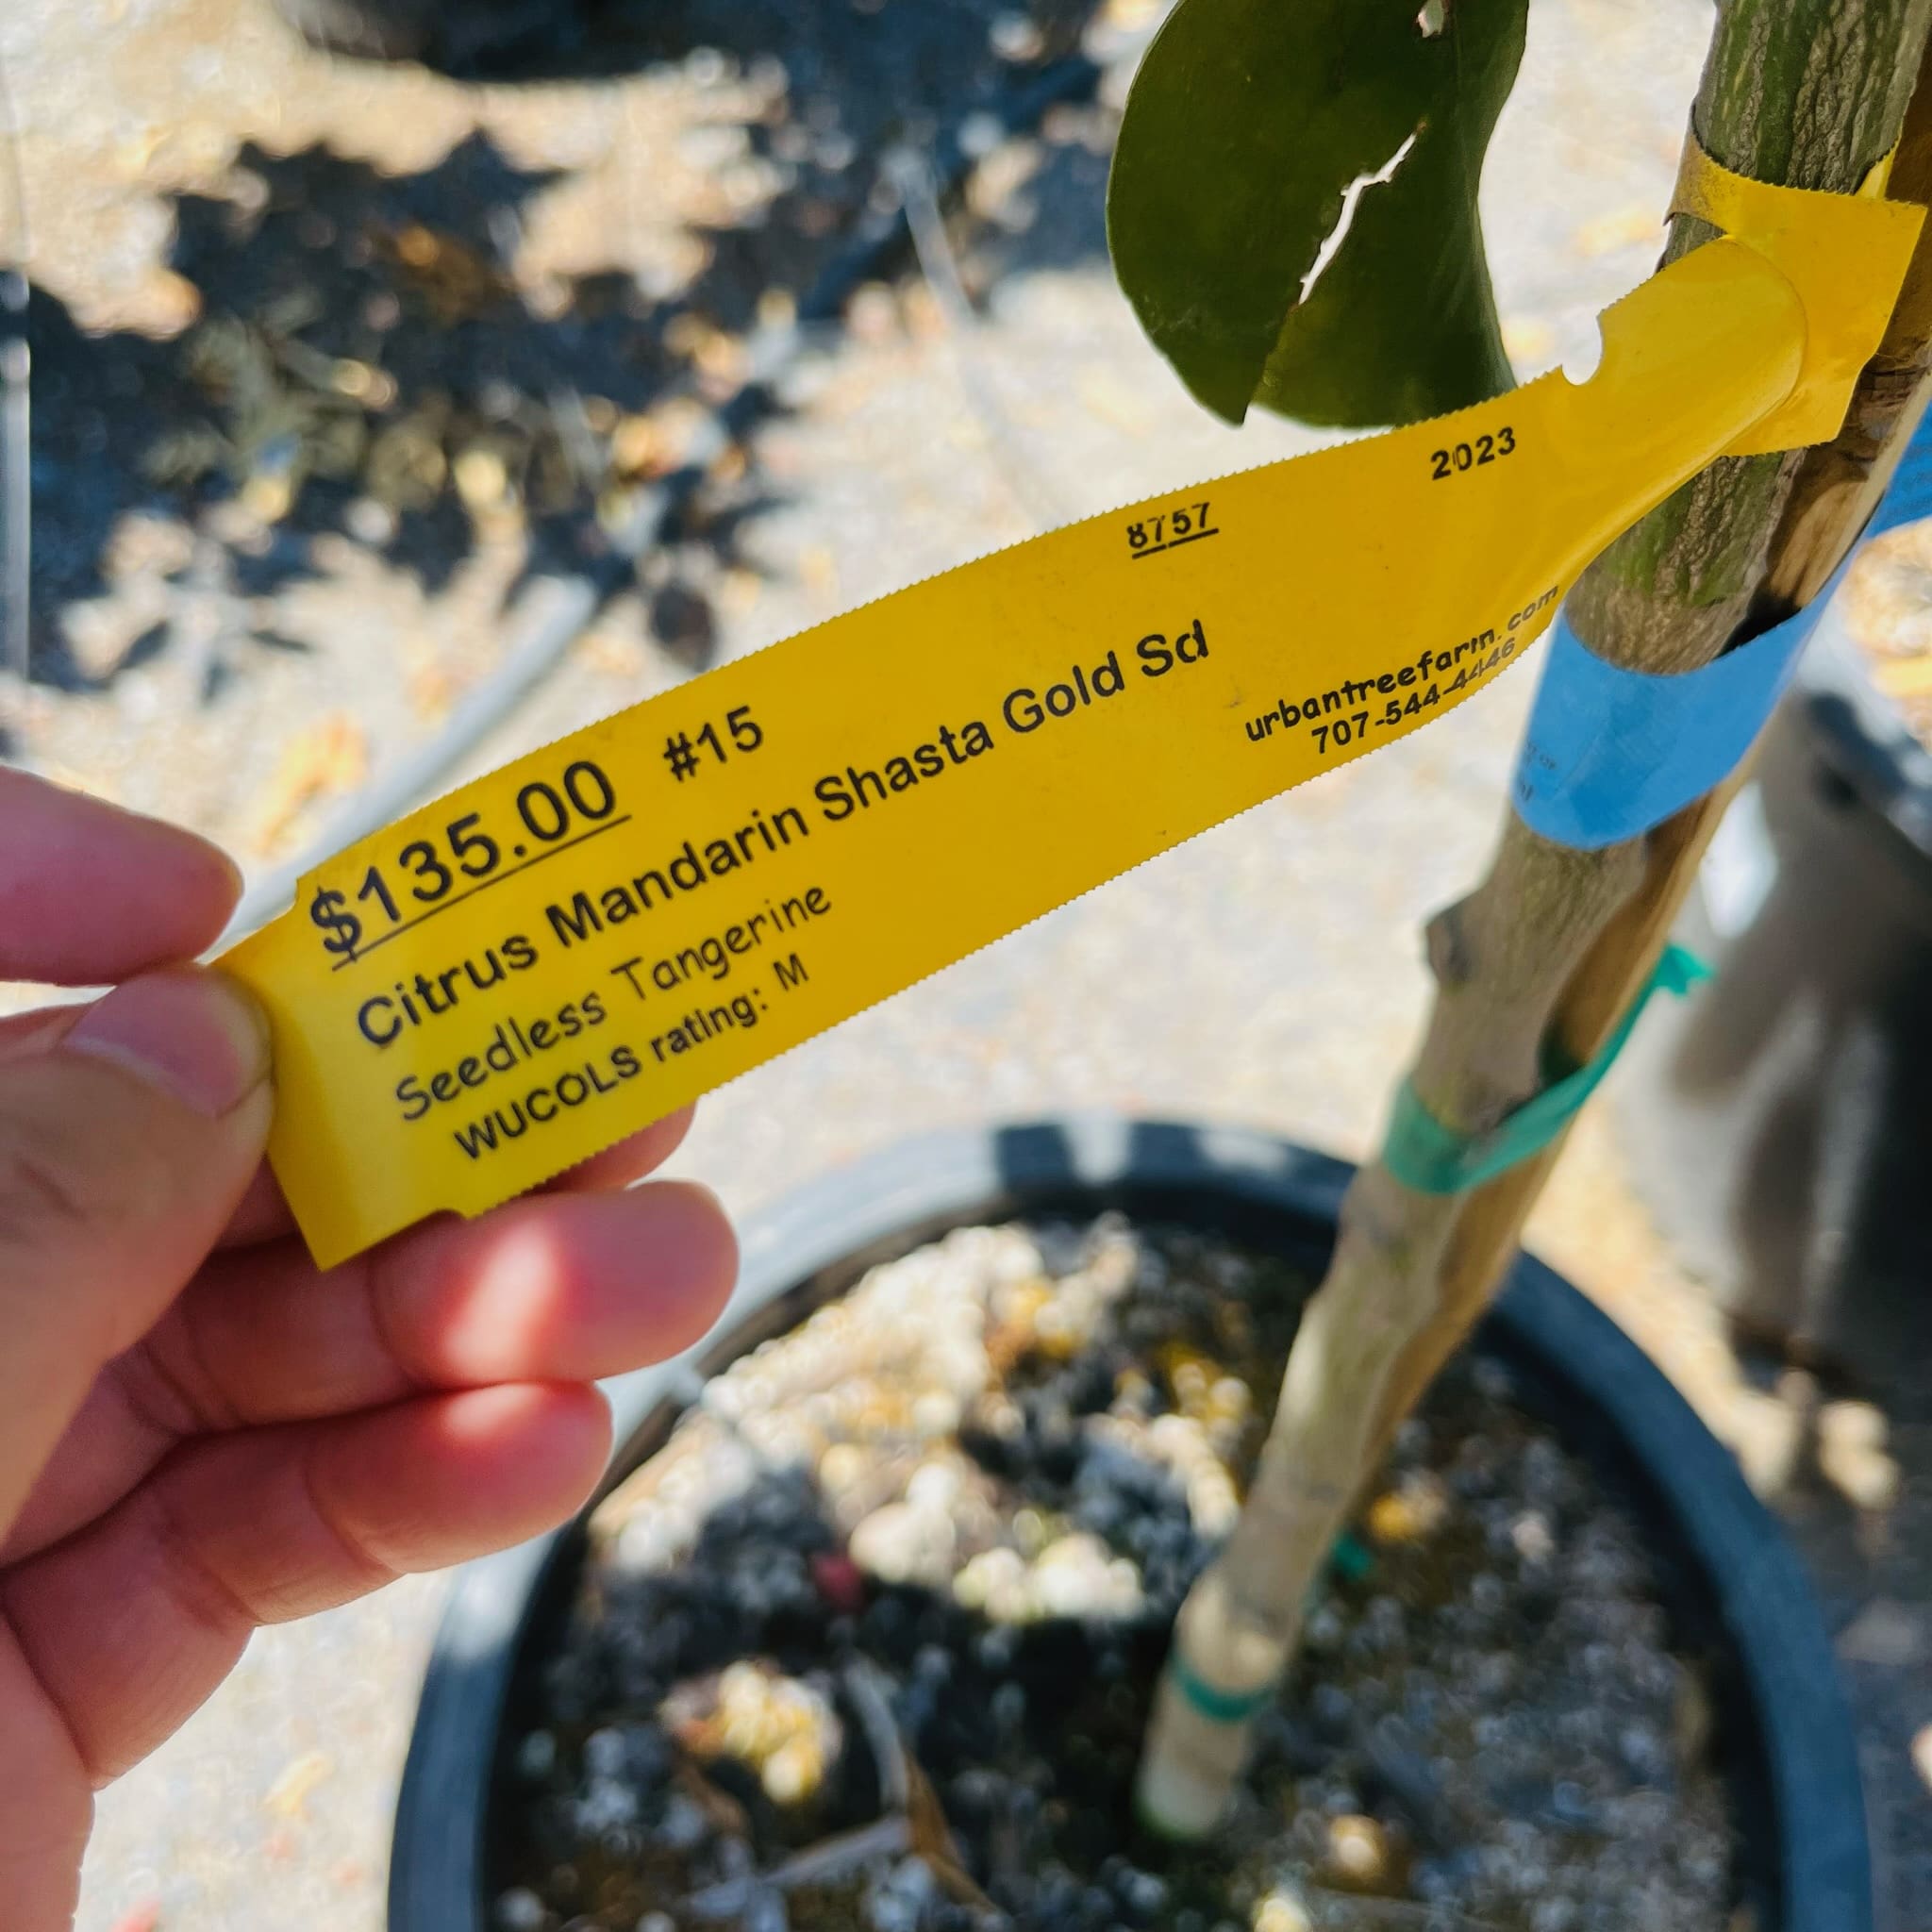 $135.00 #15
8757
2023
Citrus Mandarin Shasta Gold Sd
Seedless Tangerine
WUCOLS rating: M
urbantreefarm.com
707-544-4446